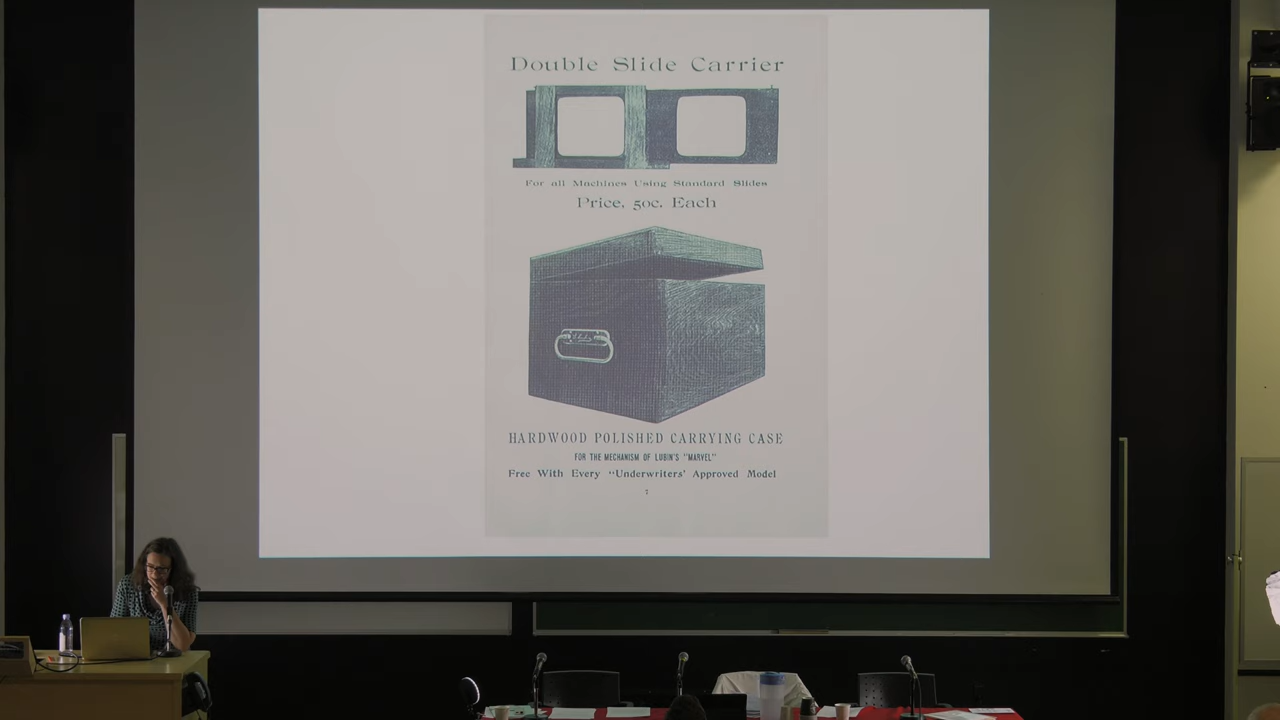 Double Slide Carrier
For all Machines Using Standard Slides
Price, 50c. Each
HARDWOOD POLISHED CARRYING CASE
FOR THE MECHANISM OF LUBIN'S "MARVEL"
Free With Every "Underwriters' Approved Model